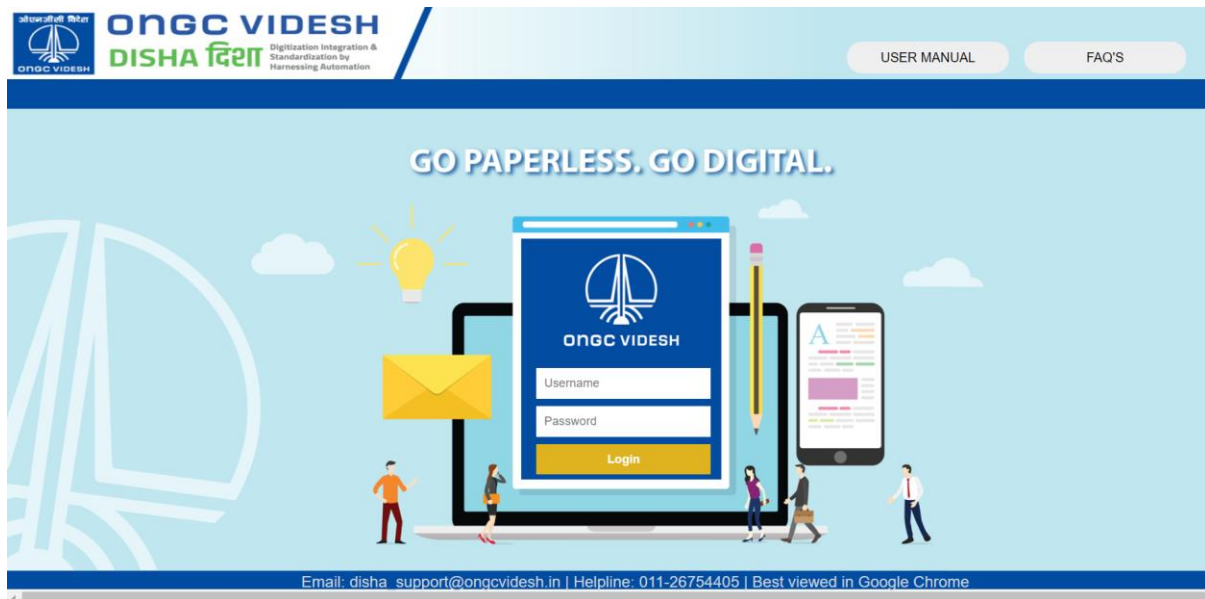 ओएनजीसी विदेश
ONGC VIDESH
ONGC VIDESH
DISHA दिशा
Digitization Integration &
Standardization by
Harnessing Automation
USER MANUAL
FAQ'S
GO PAPERLESS. GO DIGITAL.
ONGC VIDESH
Username
Password
Login
A
Email: disha_support@ongcvidesh.in | Helpline: 011-26754405 | Best viewed in Google Chrome